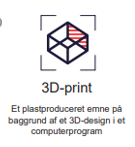 3D-print
Et plastproduceret emne på
baggrund af et 3D-design i et
computerprogram